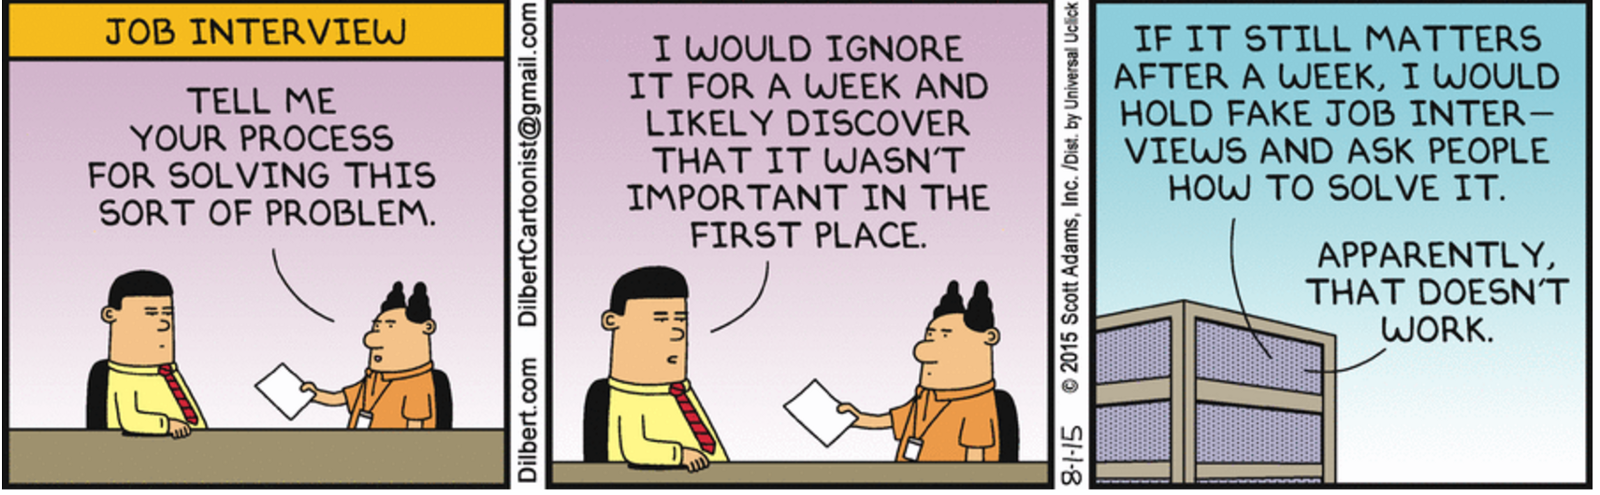 JOB INTERVIEW
TELL ME
YOUR PROCESS
FOR SOLVING THIS
SORT OF PROBLEM.
Dilbert.com DilbertCartoonist@gmail.com
I WOULD IGNORE
IT FOR A WEEK AND
LIKELY DISCOVER
THAT IT WASN'T
IMPORTANT IN THE
FIRST PLACE.
8-1-15 © 2015 Scott Adams, Inc. /Dist. by Universal Uclick
IF IT STILL MATTERS
AFTER A WEEK, I WOULD
HOLD FAKE JOB INTER-
VIEWS AND ASK PEOPLE
HOW TO SOLVE IT.
APPARENTLY,
THAT DOESN'T
WORK.